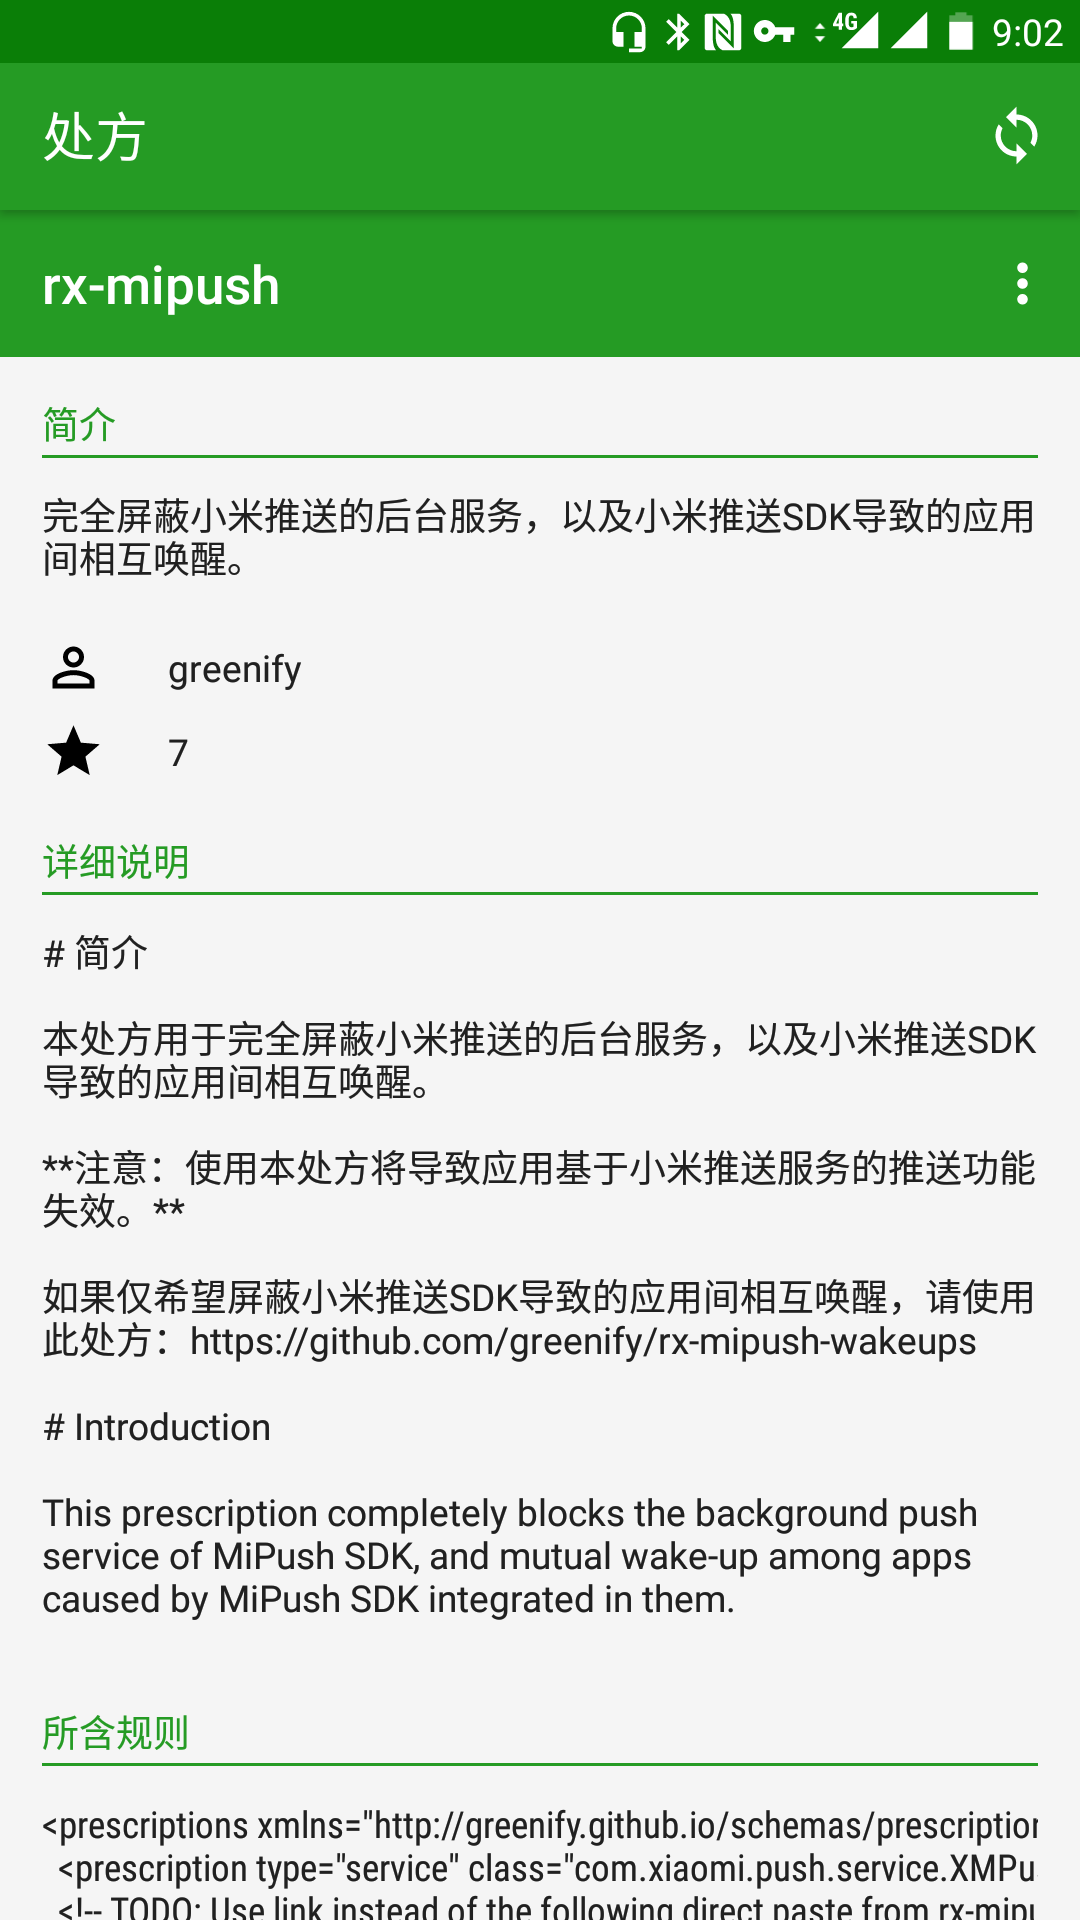 4G 9:02
处方
rx-mipush
简介
完全屏蔽小米推送的后台服务，以及小米推送SDK导致的应用
间相互唤醒。
greenify
7
详细说明
# 简介
本处方用于完全屏蔽小米推送的后台服务，以及小米推送SDK
导致的应用间相互唤醒。
**注意：使用本处方将导致应用基于小米推送服务的推送功能
失效。**
如果仅希望屏蔽小米推送SDK导致的应用间相互唤醒，请使用
此处方：https://github.com/greenify/rx-mipush-wakeups
# Introduction
This prescription completely blocks the background push
service of MiPush SDK, and mutual wake-up among apps
caused by MiPush SDK integrated in them.
所含规则
<prescriptions xmlns="http://greenify.github.io/schemas/prescription
<prescription type="service" class="com.xiaomi.push.service.XMPu
<!-- TODO: Use link instead of the following direct paste from rx-mipu